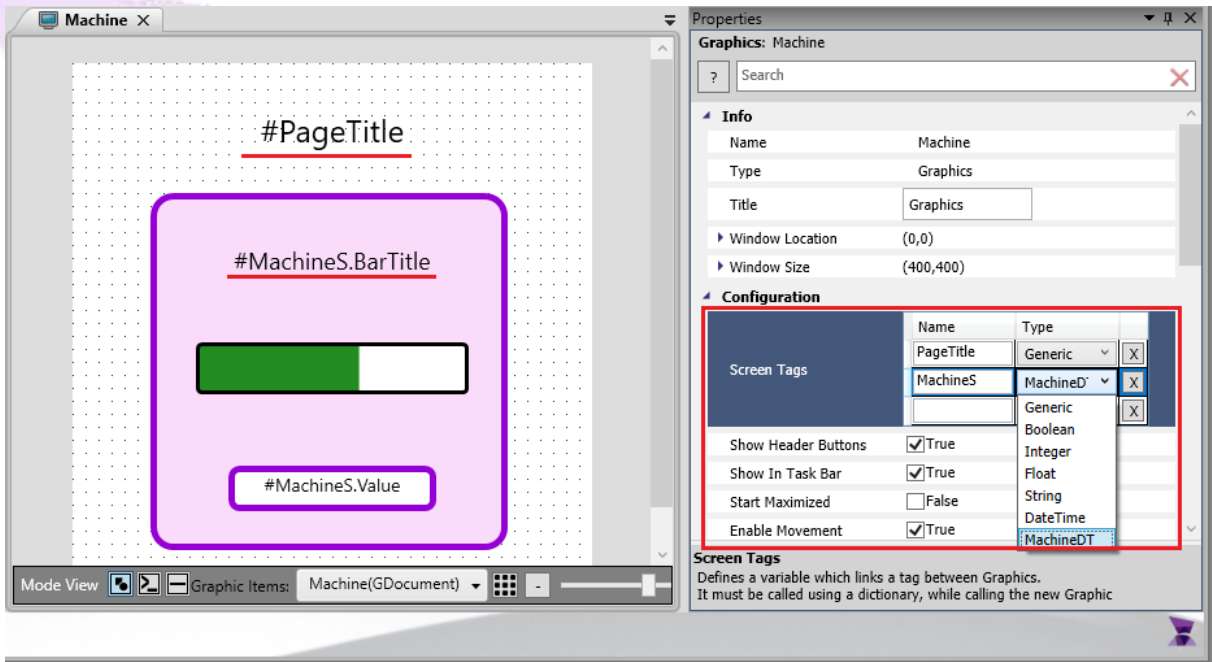 Machine X
#PageTitle
#MachineS.BarTitle
#MachineS.Value
Mode View
Graphic Items:
Machine(GDocument)
-
Properties
Graphics: Machine
? Search
Info
Name Machine
Type Graphics
Title Graphics
Window Location (0,0)
Window Size (400,400)
Configuration
Screen Tags
Name Type
PageTitle Generic X
MachineS MachineD X
X
Generic
Boolean
Integer
Float
String
DateTime
MachineDT
Show Header Buttons True
Show In Task Bar True
Start Maximized False
Enable Movement True
Screen Tags
Defines a variable which links a tag between Graphics.
It must be called using a dictionary, while calling the new Graphic